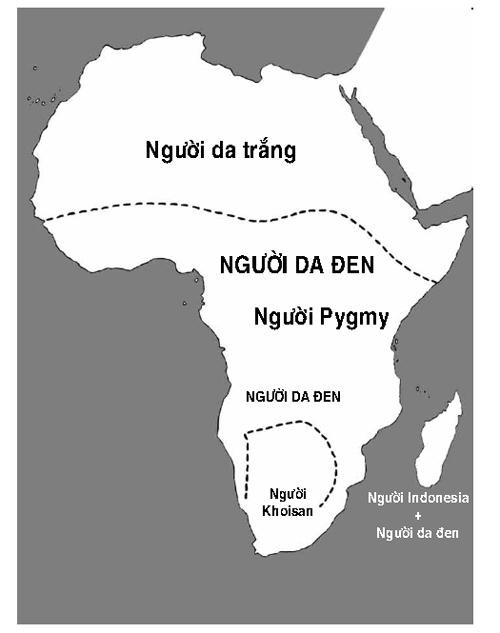 Người da trắng
NGƯỜI DA ĐEN
Người Pygmy
NGƯỜI DA ĐEN
Người
Khoisan
Người Indonesia
+
Người da đen